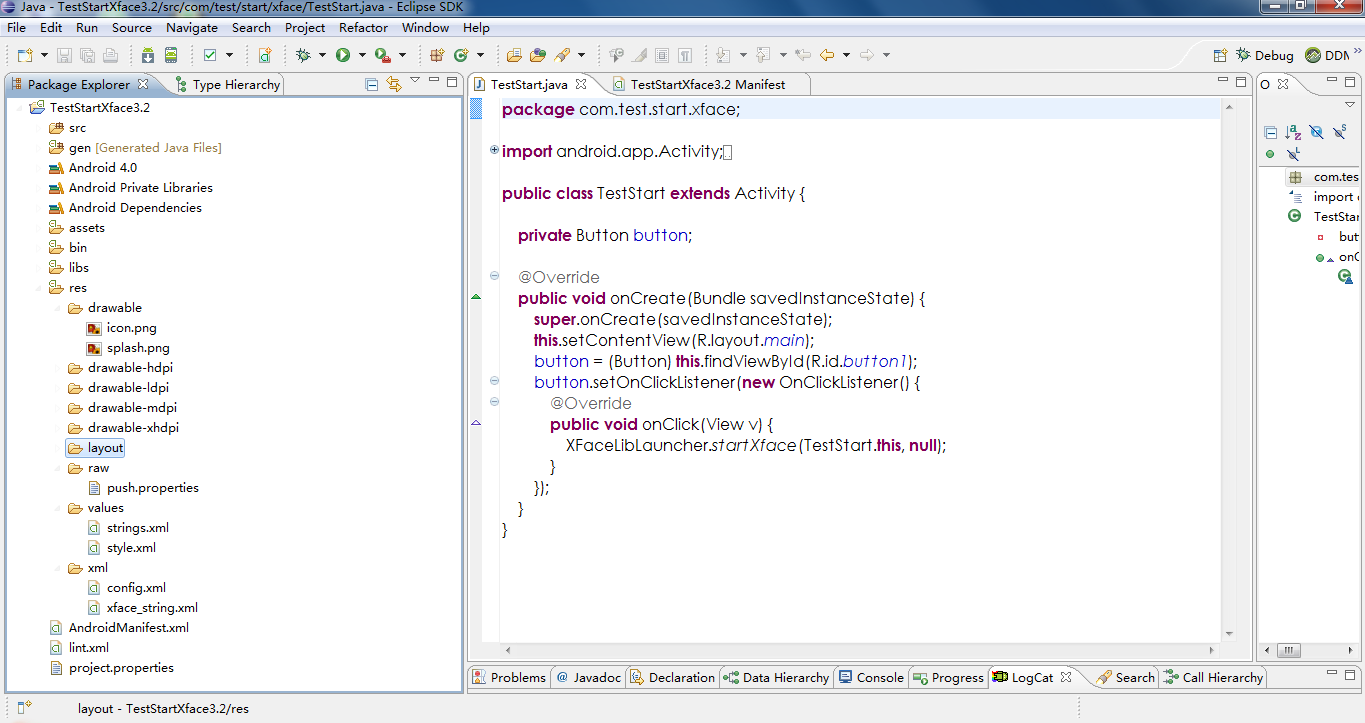 Java - TestStartXface3.2/src/com/test/start/xface/TestStart.java - Eclipse SDK
File Edit Run Source Navigate Search Project Refactor Window Help
Debug DDM
Package Explorer Type Hierarchy
TestStartXface3.2
src
gen [Generated Java Files]
Android 4.0
Android Private Libraries
Android Dependencies
assets
bin
libs
res
drawable
icon.png
splash.png
drawable-hdpi
drawable-ldpi
drawable-mdpi
drawable-xhdpi
layout
raw
push.properties
values
strings.xml
style.xml
xml
config.xml
xface_string.xml
AndroidManifest.xml
lint.xml
project.properties
TestStart.java TestStartXface3.2 Manifest
package com.test.start.xface;
import android.app.Activity;
public class TestStart extends Activity {
private Button button;
@Override
public void onCreate(Bundle savedInstanceState) {
super.onCreate(savedInstanceState);
this.setContentView(R.layout.main);
button = (Button) this.findViewById(R.id.button1);
button.setOnClickListener(new OnClickListener() {
@Override
public void onClick(View v) {
XFaceLibLauncher.startXface(TestStart.this, null);
}
});
}
}
O
com.tes
import
TestStar
but
onC
Problems @ Javadoc Declaration Data Hierarchy Console Progress LogCat Search Call Hierarchy
layout - TestStartXface3.2/res